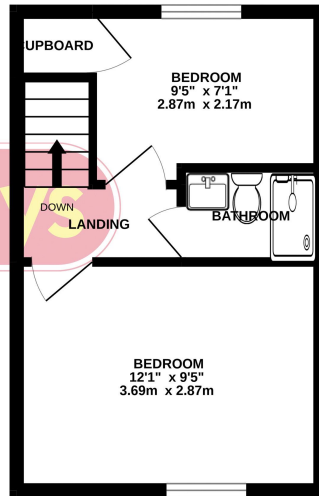 CUPBOARD
BEDROOM
9'5" x 7'1"
2.87m x 2.17m
DOWN
LANDING
BATHROOM
BEDROOM
12'1" x 9'5"
3.69m x 2.87m